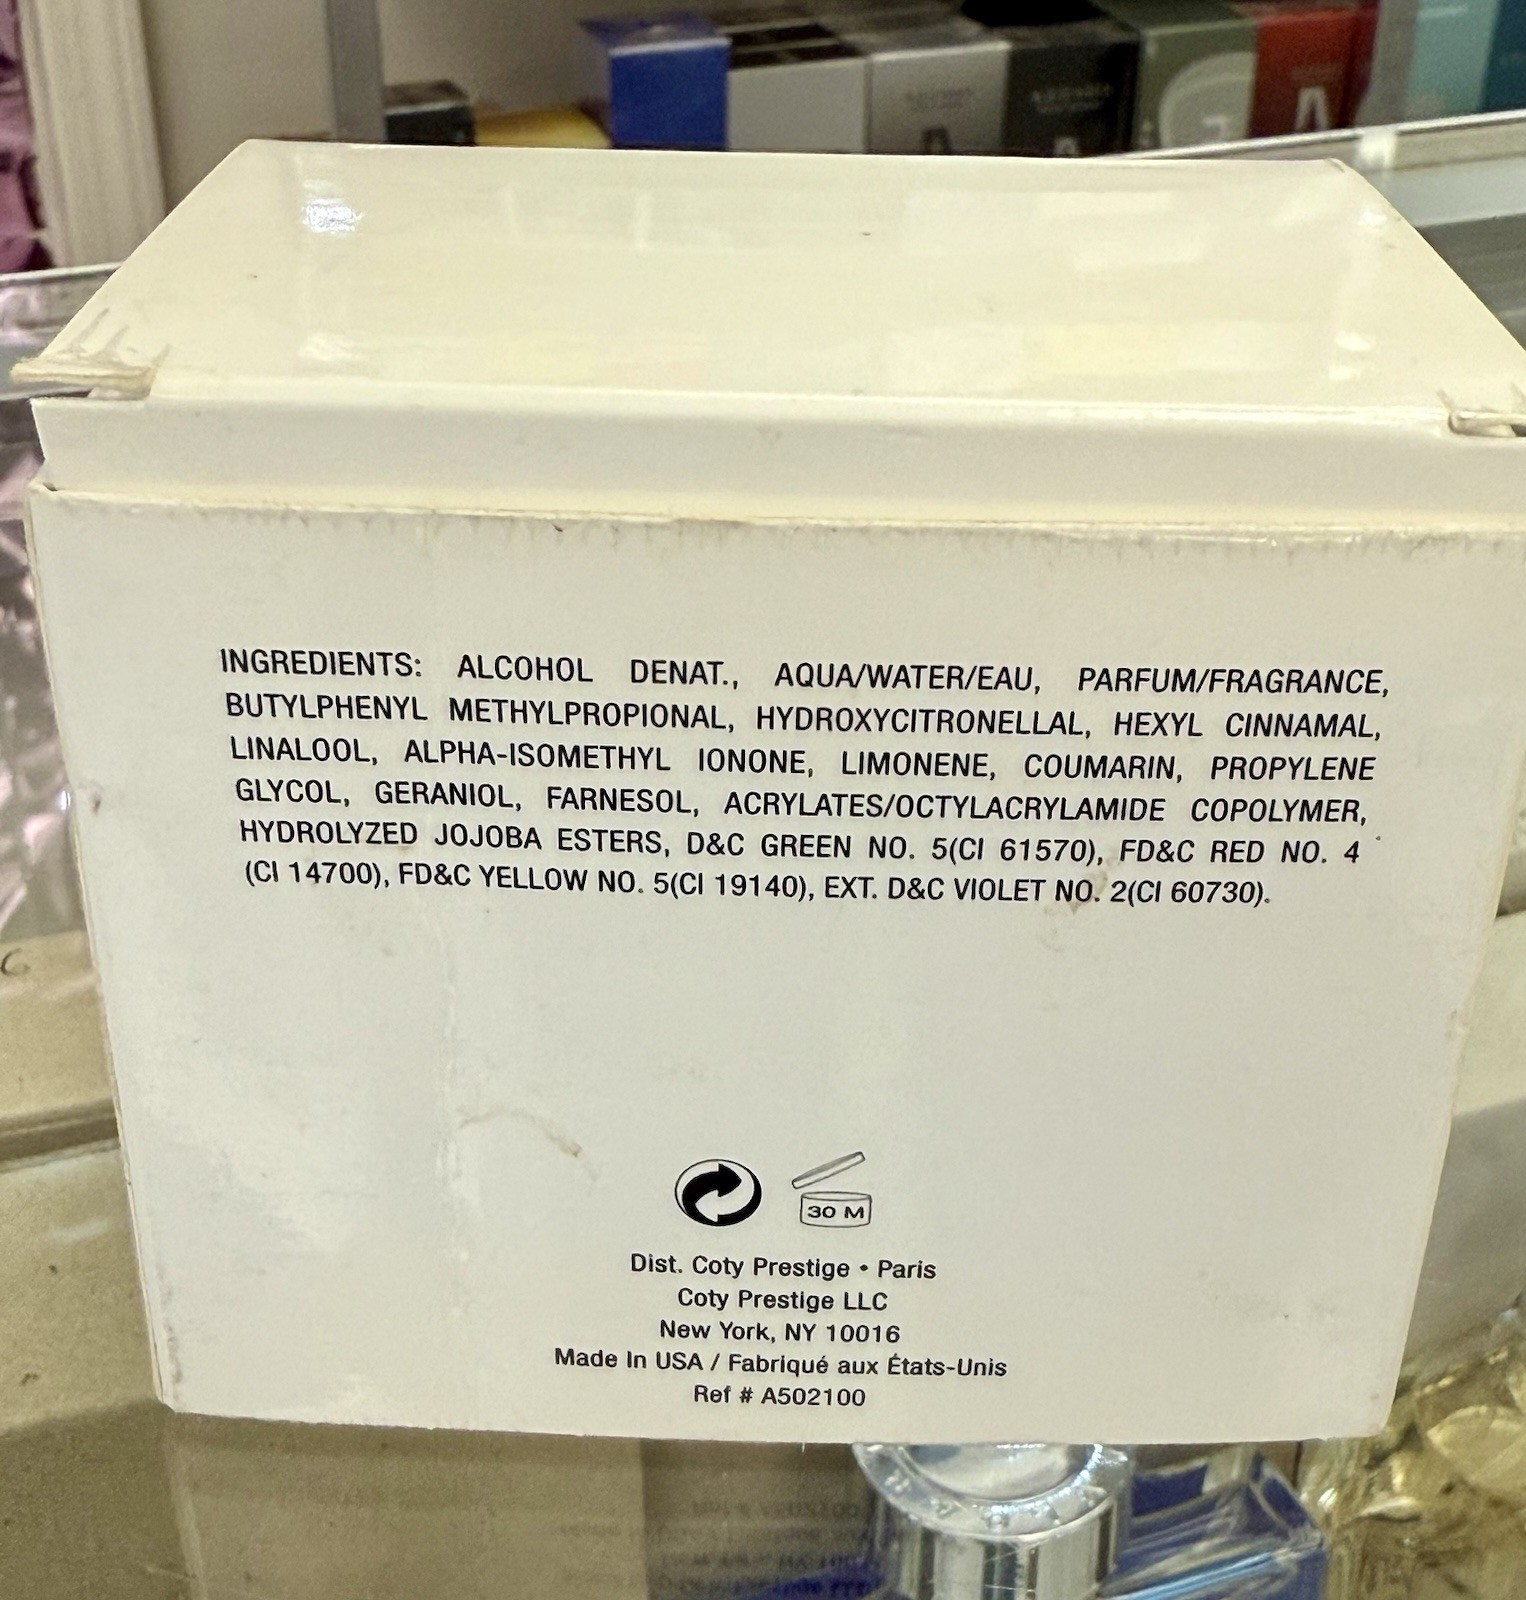 INGREDIENTS: ALCOHOL DENAT., AQUA/WATER/EAU, PARFUM/FRAGRANCE,
BUTYLPHENYL METHYLPROPIONAL, HYDROXYCITRONELLAL, HEXYL CINNAMAL,
LINALOOL, ALPHA-ISOMETHYL IONONE, LIMONENE, COUMARIN, PROPYLENE
GLYCOL, GERANIOL, FARNESOL, ACRYLATES/OCTYLACRYLAMIDE COPOLYMER,
HYDROLYZED JOJOBA ESTERS, D&C GREEN NO. 5(CI 61570), FD&C RED NO. 4
(CI 14700), FD&C YELLOW NO. 5(CI 19140), EXT. D&C VIOLET NO. 2(CI 60730).
30 M
Dist. Coty Prestige • Paris
Coty Prestige LLC
New York, NY 10016
Made In USA / Fabriqué aux États-Unis
Ref # A502100